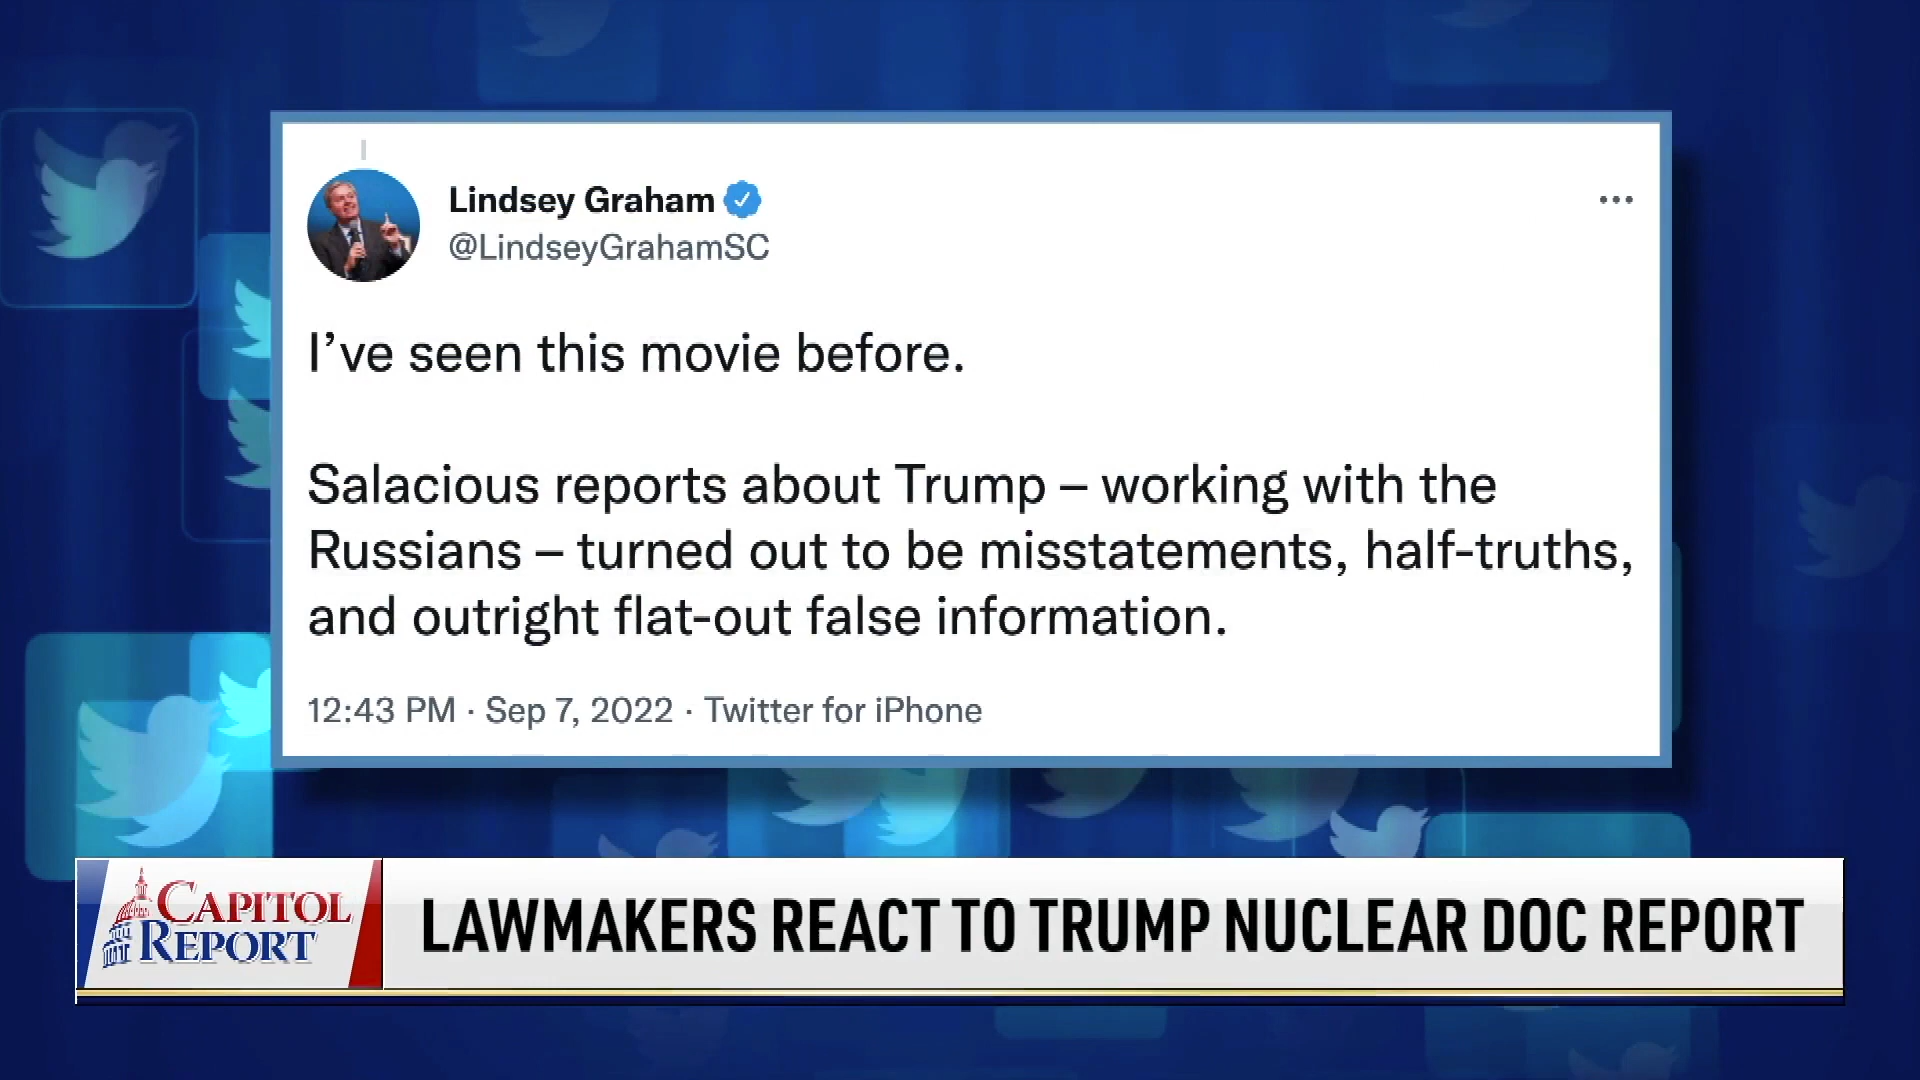 Lindsey Graham
@LindseyGrahamSC
I’ve seen this movie before.
Salacious reports about Trump – working with the
Russians – turned out to be misstatements, half-truths,
and outright flat-out false information.
12:43 PM · Sep 7, 2022 · Twitter for iPhone
CAPITOL
REPORT
LAWMAKERS REACT TO TRUMP NUCLEAR DOC REPORT